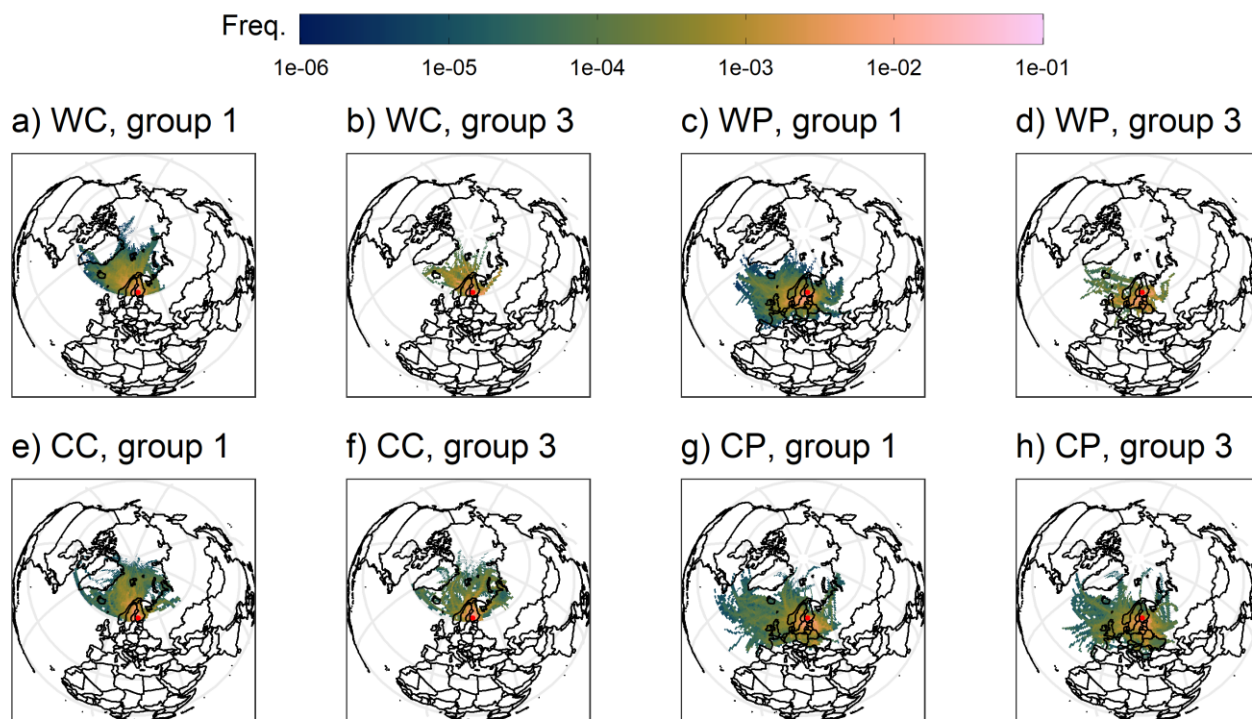 Freq.
1e-06 1e-05 1e-04 1e-03 1e-02 1e-01
a) WC, group 1 b) WC, group 3 c) WP, group 1 d) WP, group 3
e) CC, group 1 f) CC, group 3 g) CP, group 1 h) CP, group 3